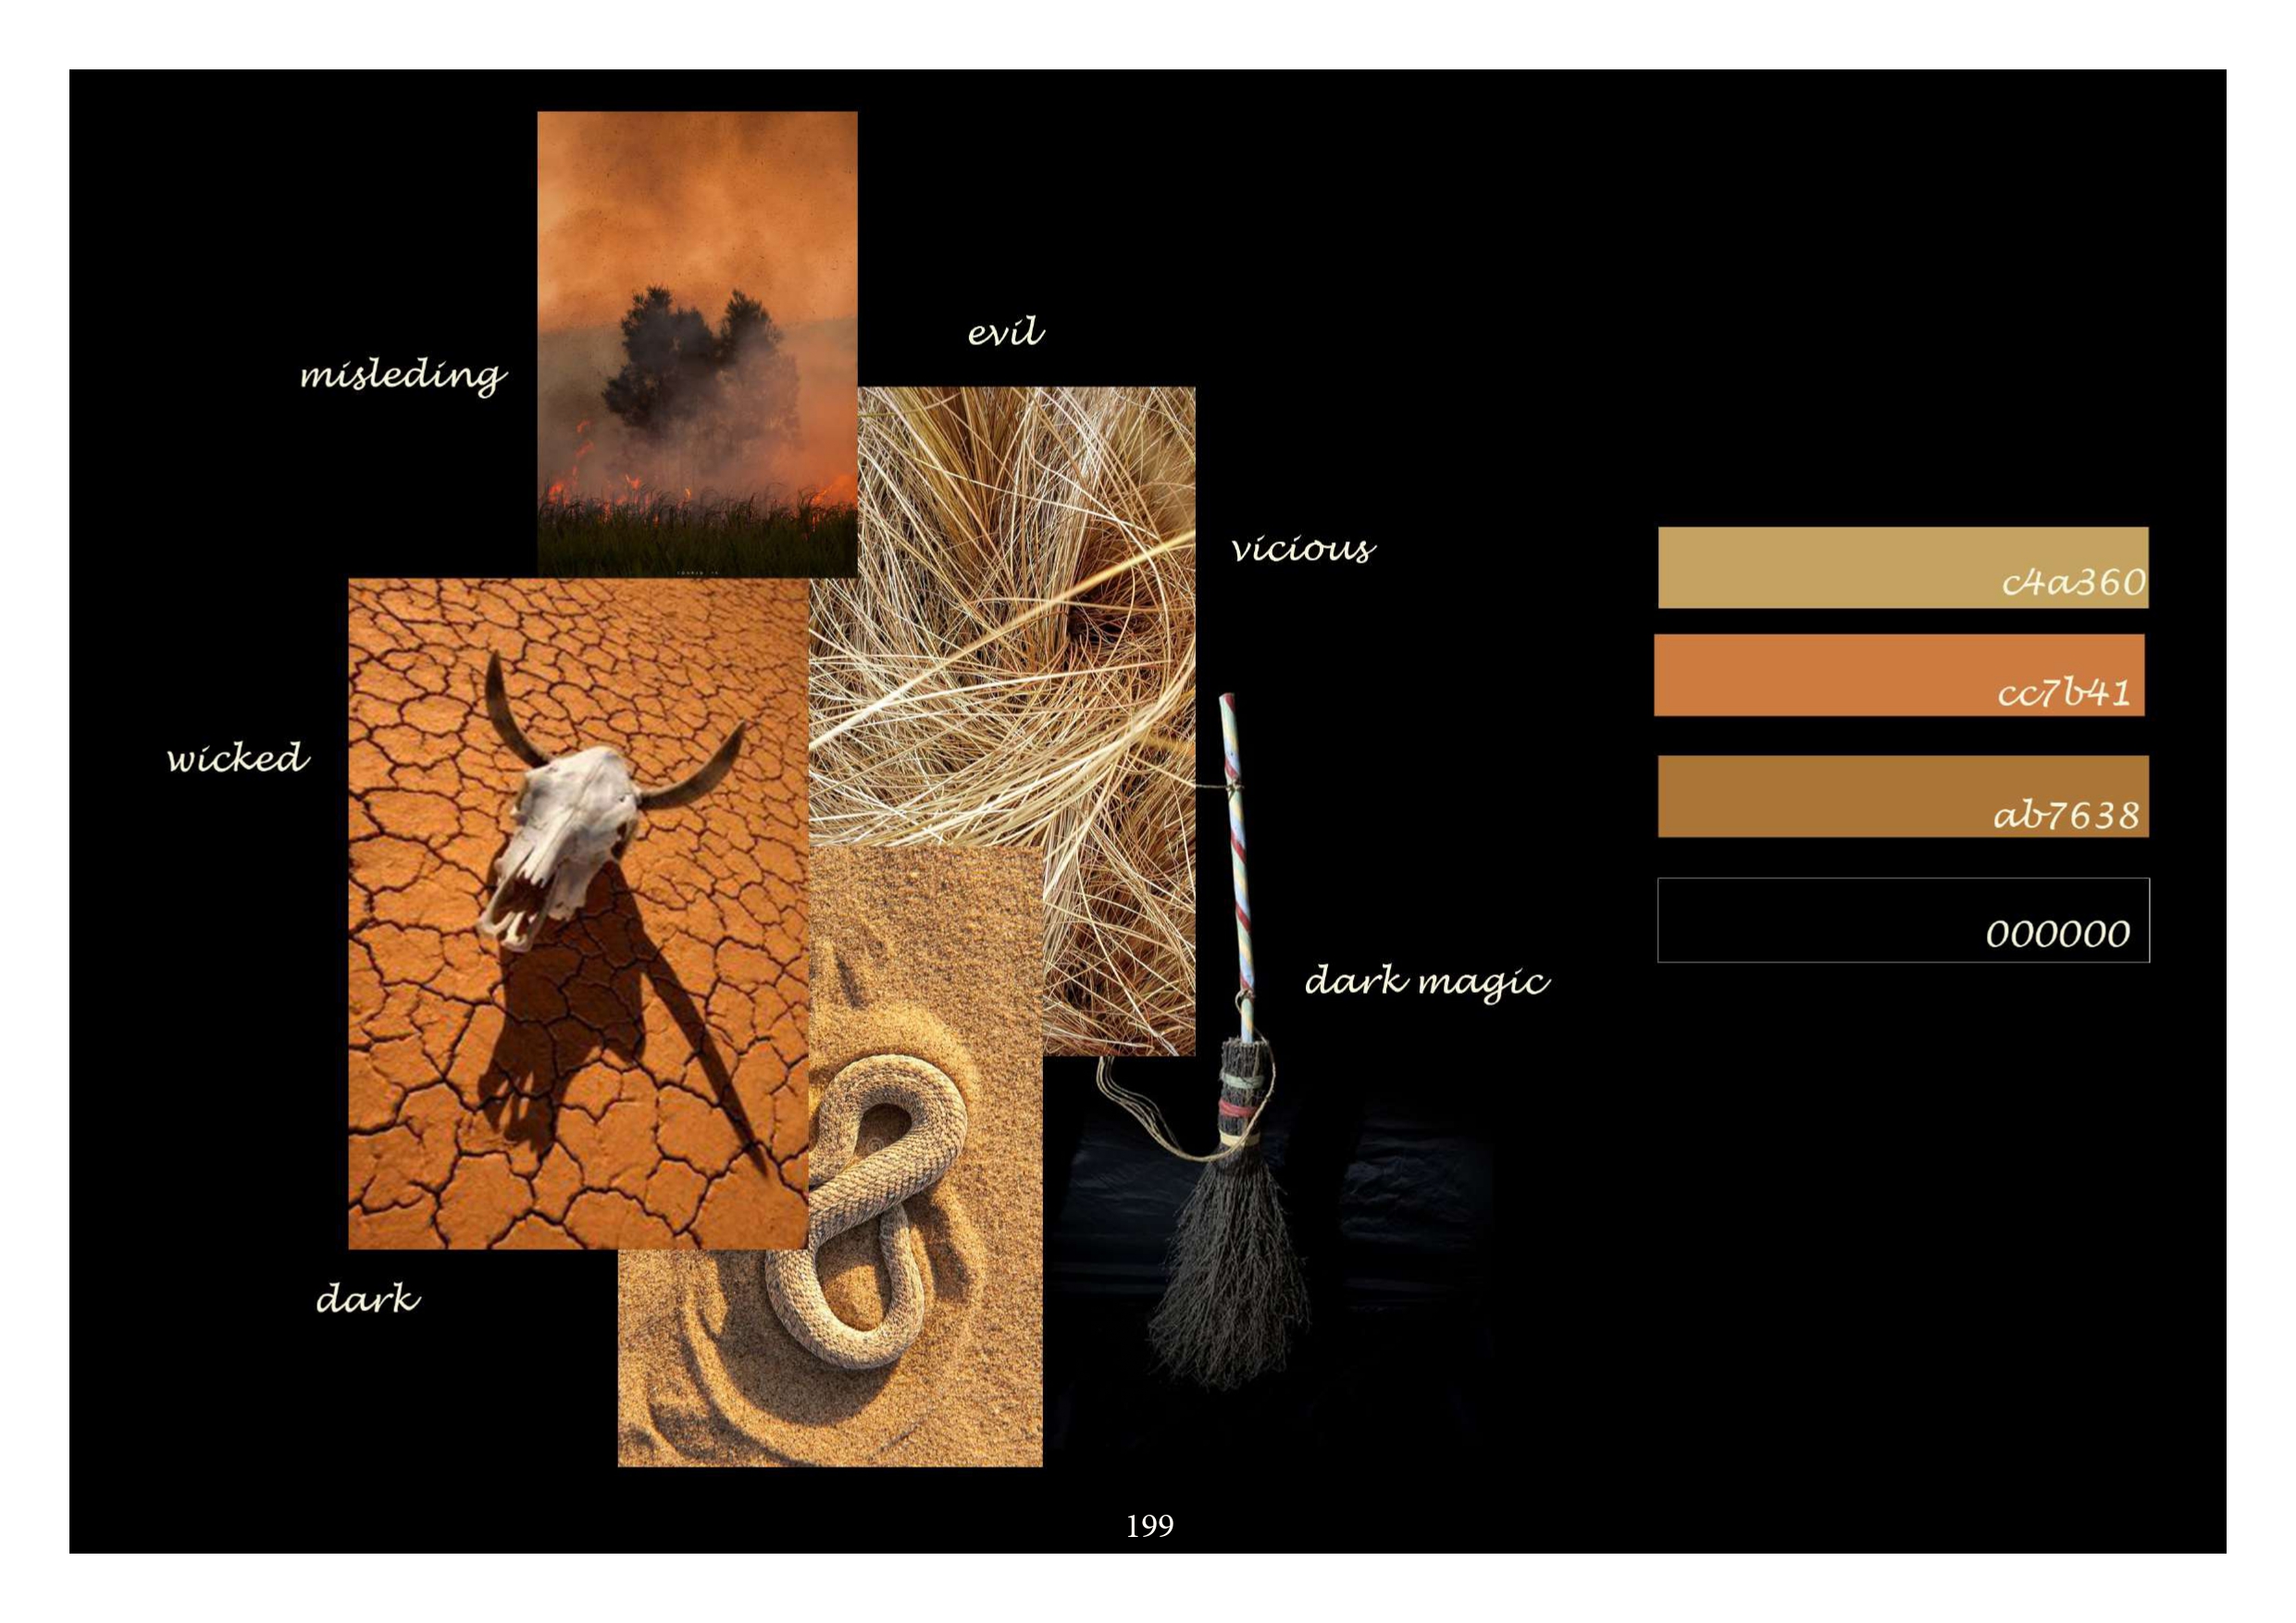 evil
misleding
vicious
c4a360
cc7b41
wicked
ab7638
000000
dark magic
dark
199